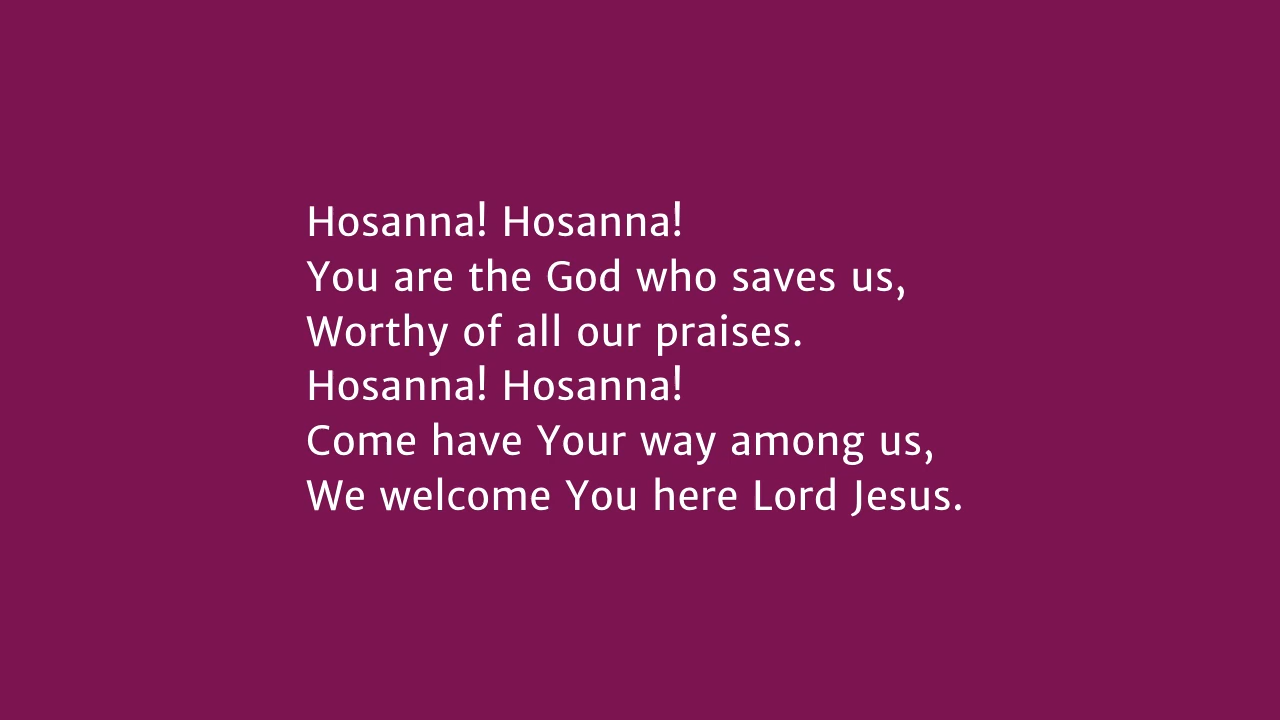 Hosanna! Hosanna!
You are the God who saves us,
Worthy of all our praises.
Hosanna! Hosanna!
Come have Your way among us,
We welcome You here Lord Jesus.